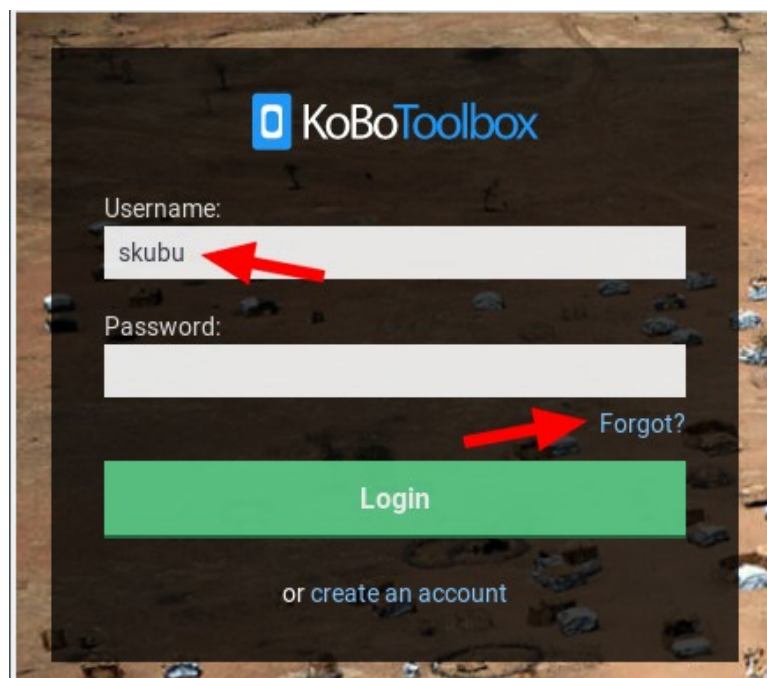 KoBoToolbox
Username:
skubu
Password:
Forgot?
Login
or create an account